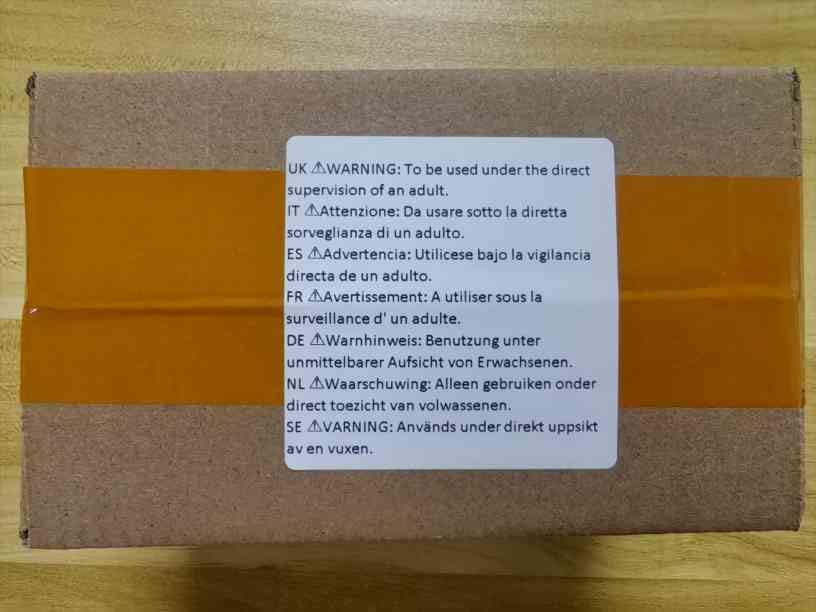 UK ⚠WARNING: To be used under the direct
supervision of an adult.
IT ⚠Attenzione: Da usare sotto la diretta
sorveglianza di un adulto.
ES ⚠Advertencia: Utilicese bajo la vigilancia
directa de un adulto.
FR ⚠Avertissement: A utiliser sous la
surveillance d' un adulte.
DE ⚠Warnhinweis: Benutzung unter
unmittelbarer Aufsicht von Erwachsenen.
NL ⚠Waarschuwing: Alleen gebruiken onder
direct toezicht van volwassenen.
SE ⚠VARNING: Används under direkt uppsikt
av en vuxen.